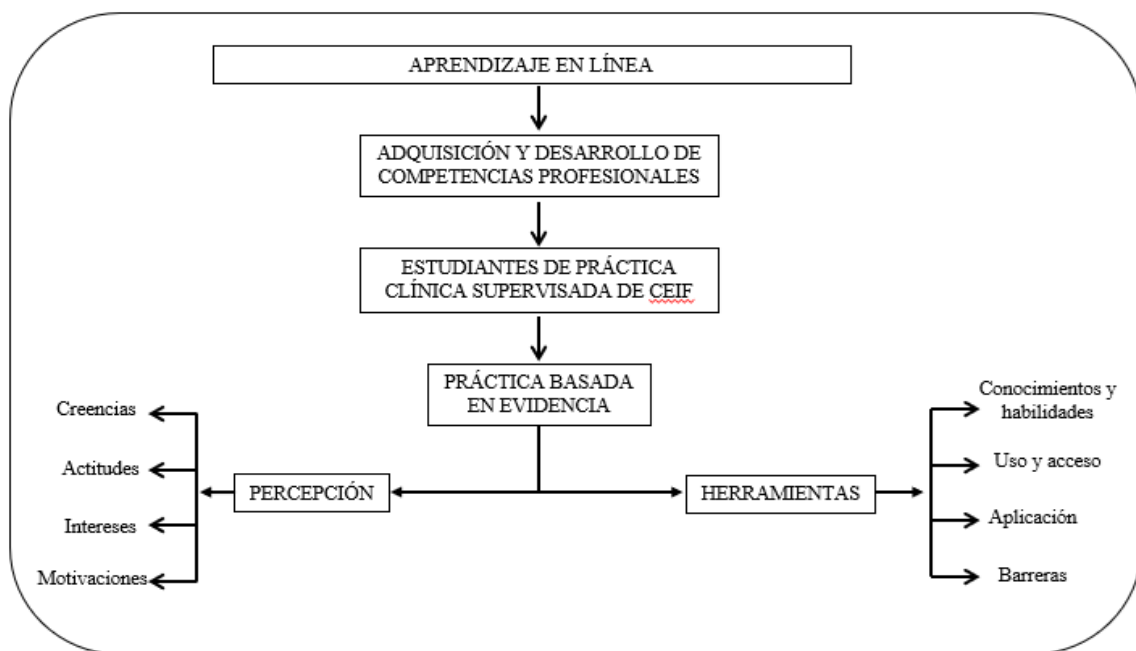 APRENDIZAJE EN LÍNEA
ADQUISICIÓN Y DESARROLLO DE
COMPETENCIAS PROFESIONALES
ESTUDIANTES DE PRÁCTICA
CLÍNICA SUPERVISADA DE CEIF
PRÁCTICA BASADA
EN EVIDENCIA
PERCEPCIÓN
Creencias
Actitudes
Intereses
Motivaciones
HERRAMIENTAS
Conocimientos y
habilidades
Uso y acceso
Aplicación
Barreras